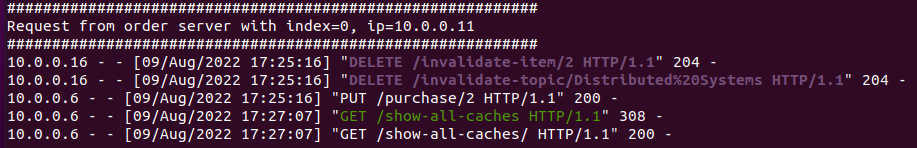 ###########################################################
Request from order server with index=0, ip=10.0.0.11
###########################################################
10.0.0.16 - - [09/Aug/2022 17:25:16] "DELETE /invalidate-item/2 HTTP/1.1" 204 -
10.0.0.16 - - [09/Aug/2022 17:25:16] "DELETE /invalidate-topic/Distributed%20Systems HTTP/1.1" 204 -
10.0.0.6 - - [09/Aug/2022 17:25:16] "PUT /purchase/2 HTTP/1.1" 200 -
10.0.0.6 - - [09/Aug/2022 17:27:07] "GET /show-all-caches HTTP/1.1" 308 -
10.0.0.6 - - [09/Aug/2022 17:27:07] "GET /show-all-caches/ HTTP/1.1" 200 -